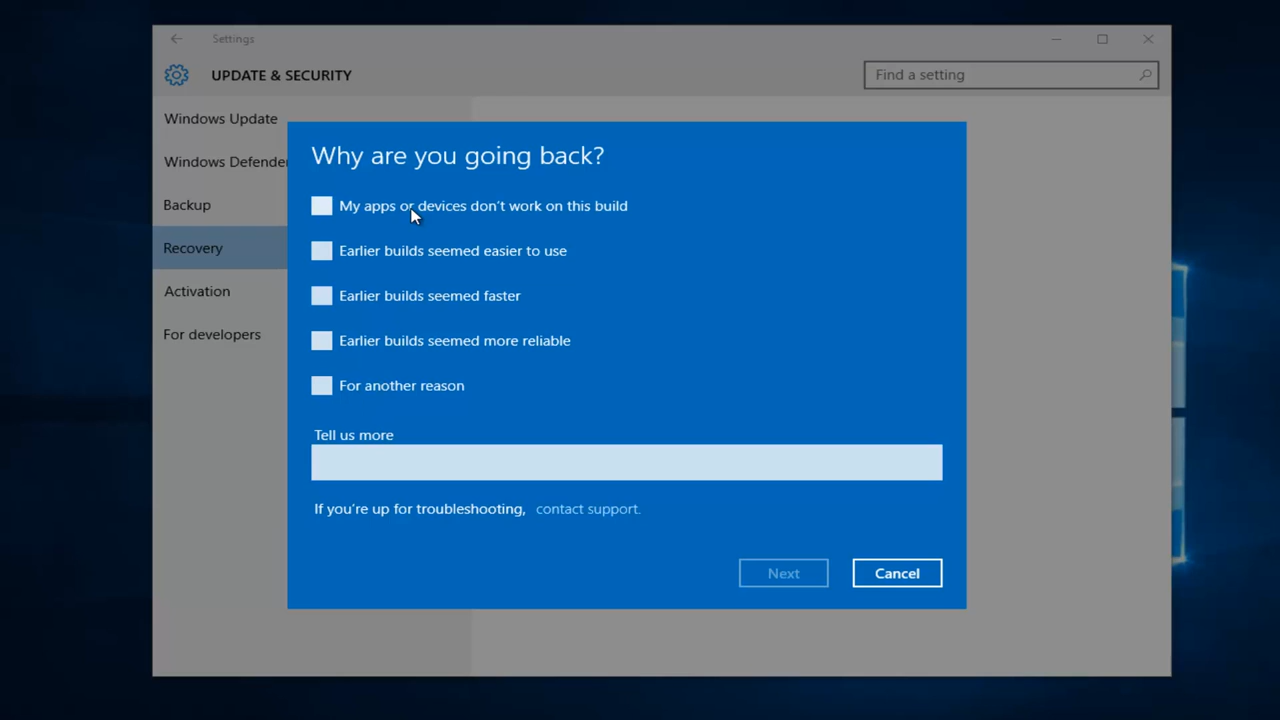 Settings
UPDATE & SECURITY
Find a setting
Windows Update
Windows Defender
Backup
Recovery
Activation
For developers
Why are you going back?
My apps or devices don't work on this build
Earlier builds seemed easier to use
Earlier builds seemed faster
Earlier builds seemed more reliable
For another reason
Tell us more
If you're up for troubleshooting, contact support.
Next
Cancel